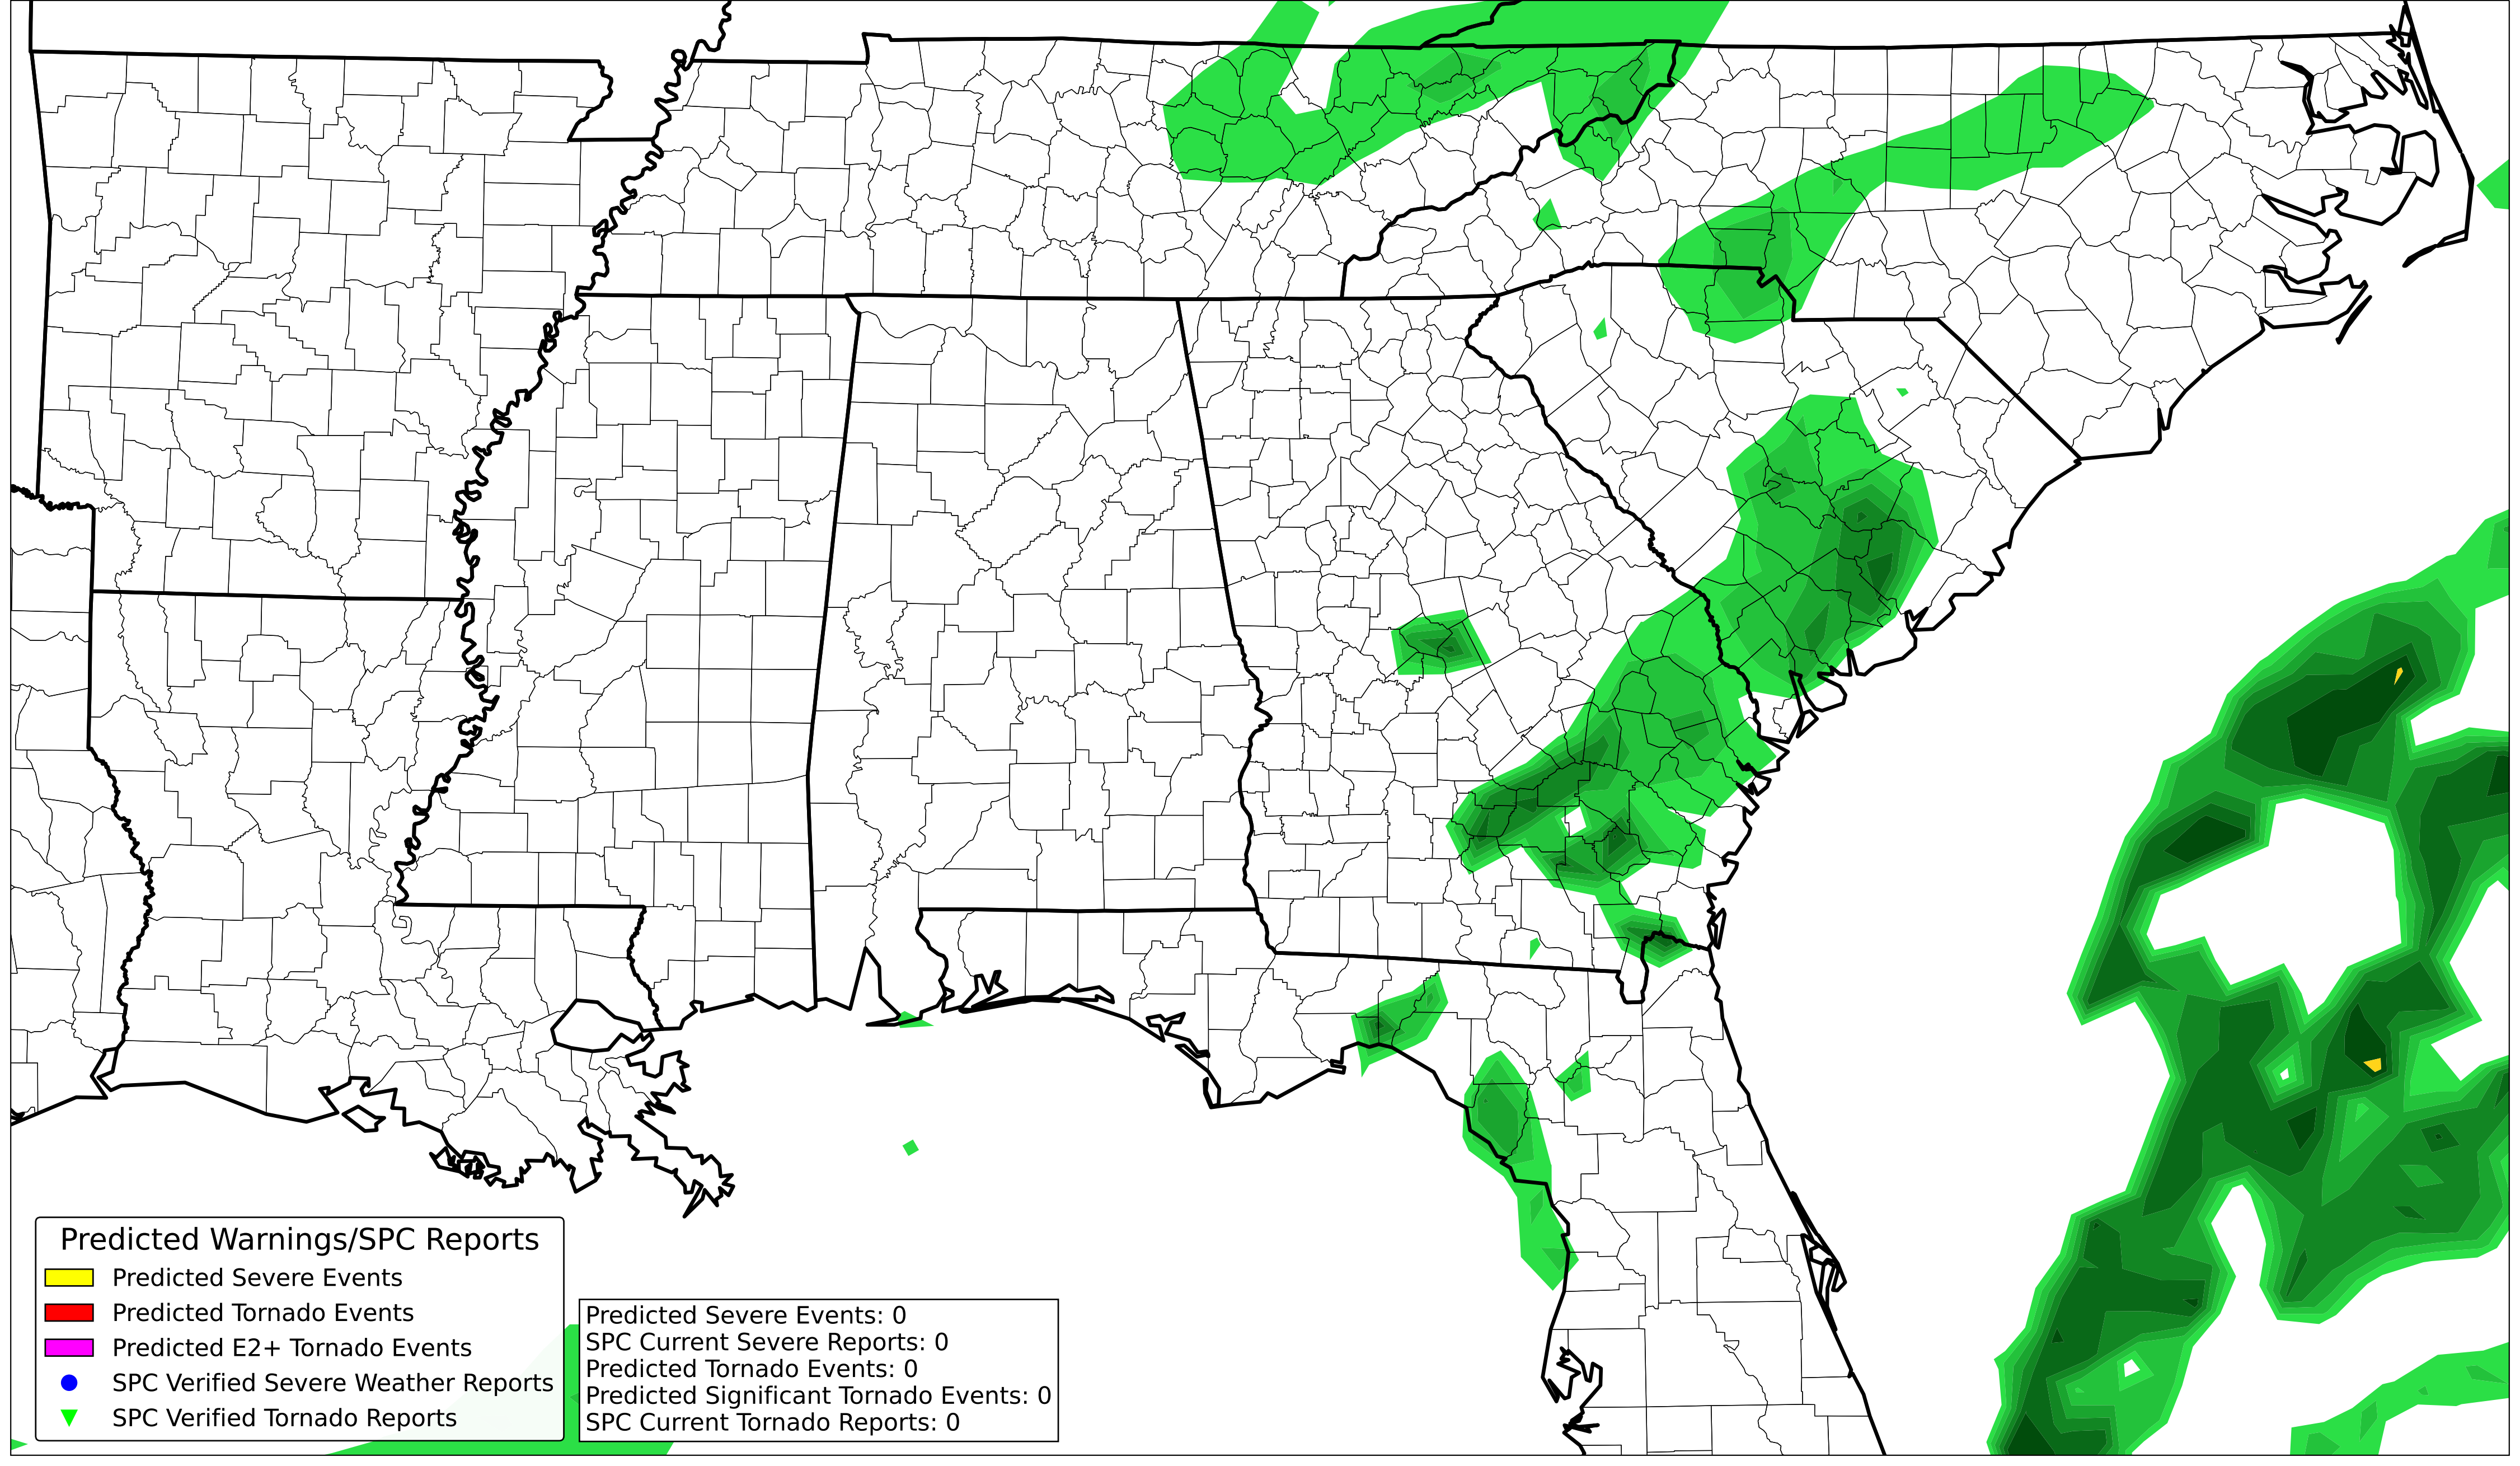 Predicted Warnings/SPC Reports
Predicted Severe Events
Predicted Tornado Events
Predicted E2+ Tornado Events
SPC Verified Severe Weather Reports
SPC Verified Tornado Reports
Predicted Severe Events: 0
SPC Current Severe Reports: 0
Predicted Tornado Events: 0
Predicted Significant Tornado Events: 0
SPC Current Tornado Reports: 0